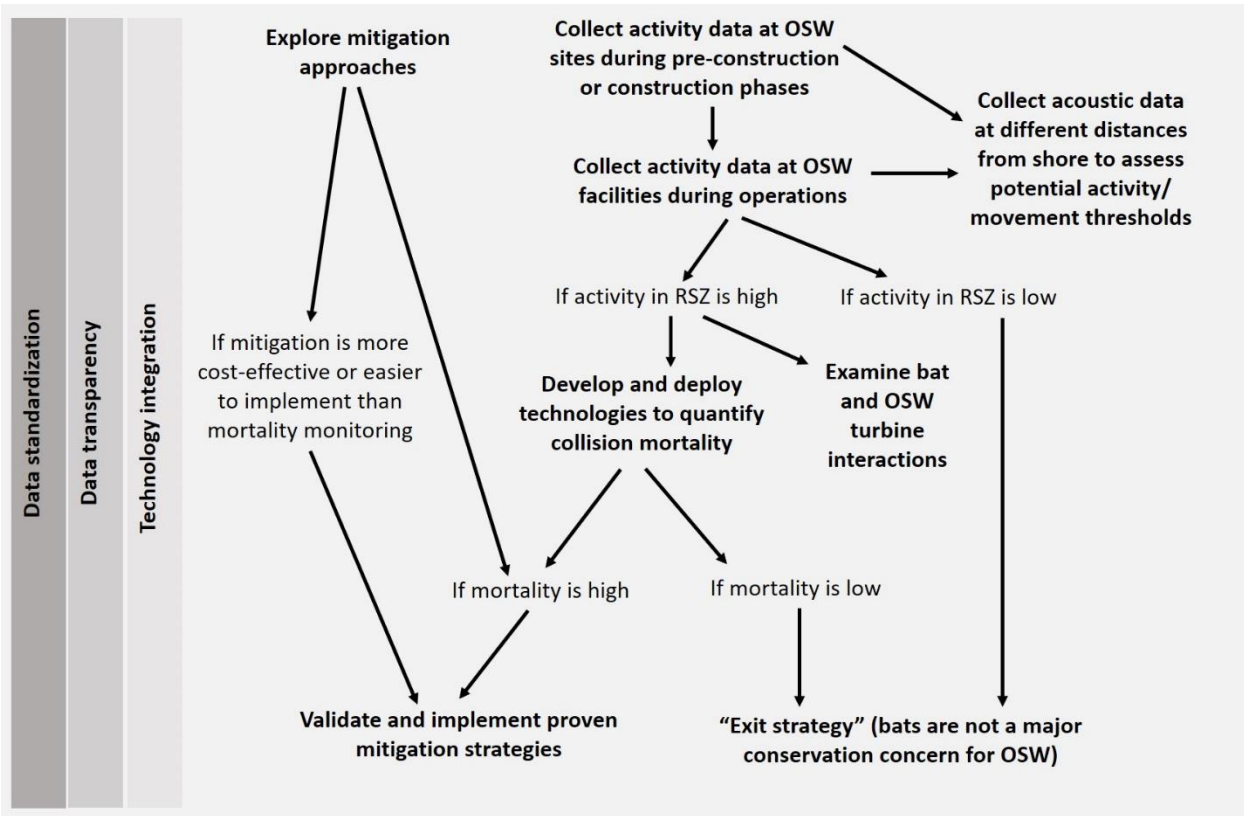 Data standardization
Data transparency
Technology integration
Explore mitigation
approaches
Collect activity data at OSW
sites during pre-construction
or construction phases
Collect acoustic data
at different distances
from shore to assess
potential activity/
movement thresholds
Collect activity data at OSW
facilities during operations
If activity in RSZ is high
If activity in RSZ is low
If mitigation is more
cost-effective or easier
to implement than
mortality monitoring
Develop and deploy
technologies to quantify
collision mortality
Examine bat
and OSW
turbine
interactions
If mortality is high
If mortality is low
Validate and implement proven
mitigation strategies
“Exit strategy” (bats are not a major
conservation concern for OSW)